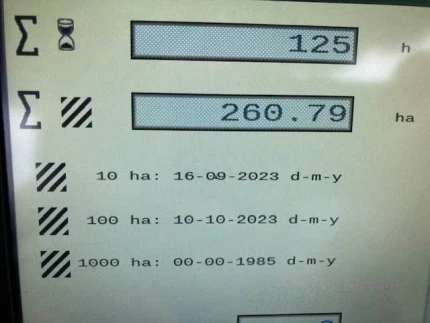 Σ 125 h
Σ 260.79 ha
10 ha: 16-09-2023 d-m-y
100 ha: 10-10-2023 d-m-y
1000 ha: 00-00-1985 d-m-y